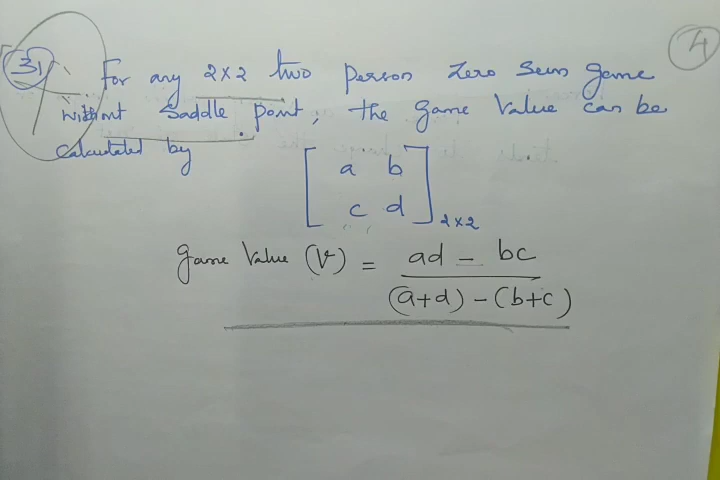 4
31 For any 2×2 two person zero sum game
without Saddle point, the game value can be
calculated by
[ a b
c d ] 2×2
game Value (V) = ad - bc
(a+d) - (b+c)